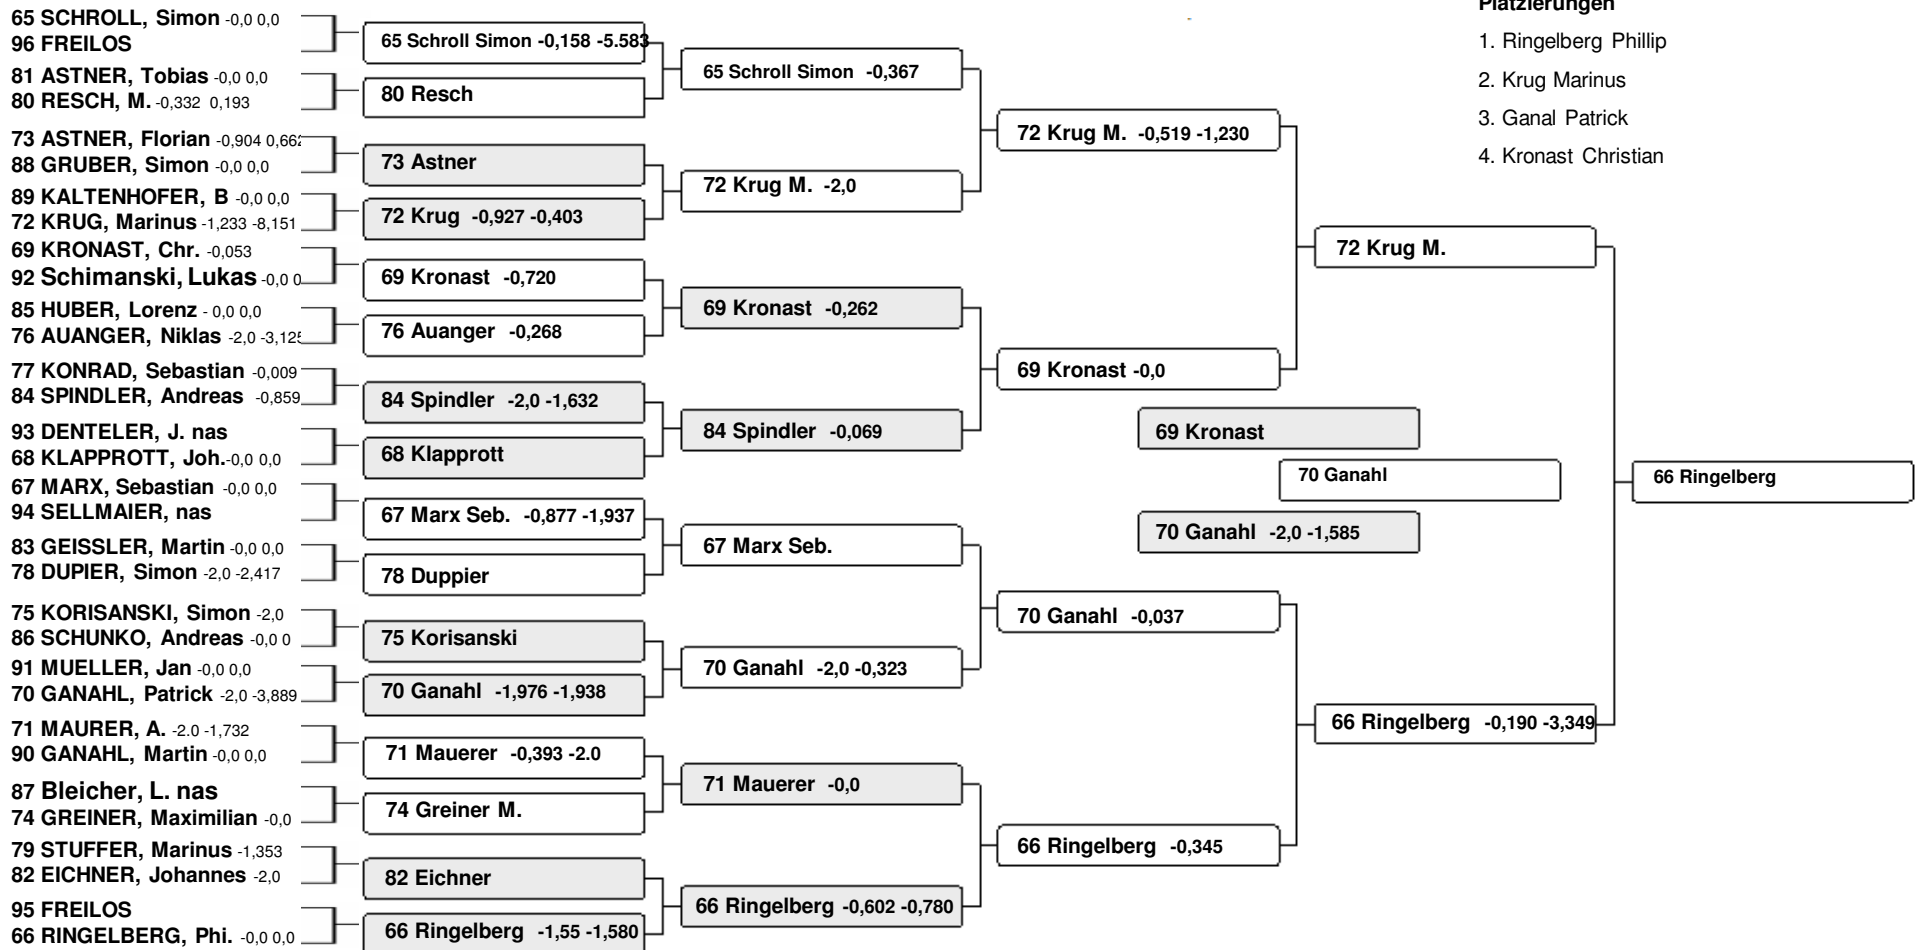 65 SCHROLL, Simon -0,0 0,0
96 FREILOS
81 ASTNER, Tobias -0,0 0,0
80 RESCH, M. -0,332 0,193
73 ASTNER, Florian -0,904 0,662
88 GRUBER, Simon -0,0 0,0
89 KALTENHOFER, B -0,0 0,0
72 KRUG, Marinus -1,233 -8,151
69 KRONAST, Chr. -0,053
92 Schimanski, Lukas -0,0 0
85 HUBER, Lorenz - 0,0 0,0
76 AUANGER, Niklas -2,0 -3,125
77 KONRAD, Sebastian -0,009
84 SPINDLER, Andreas -0,859
93 DENTELER, J. nas
68 KLAPPROTT, Joh.-0,0 0,0
67 MARX, Sebastian -0,0 0,0
94 SELLMAIER, nas
83 GEISSLER, Martin -0,0 0,0
78 DUPIER, Simon -2,0 -2,417
75 KORISANSKI, Simon -2,0
86 SCHUNKO, Andreas -0,0 0
91 MUELLER, Jan -0,0 0,0
70 GANAHL, Patrick -2,0 -3,889
71 MAURER, A. -2.0 -1,732
90 GANAHL, Martin -0,0 0,0
87 Bleicher, L. nas
74 GREINER, Maximilian -0,0
79 STUFFER, Marinus -1,353
82 EICHNER, Johannes -2,0
95 FREILOS
66 RINGELBERG, Phi. -0,0 0,0
65 Schroll Simon -0,158 -5.583
80 Resch
73 Astner
72 Krug -0,927 -0,403
69 Kronast -0,720
76 Auanger -0,268
84 Spindler -2,0 -1,632
68 Klapprott
67 Marx Seb. -0,877 -1,937
78 Duppier
75 Korisanski
70 Ganahl -1,976 -1,938
71 Mauerer -0,393 -2.0
74 Greiner M.
82 Eichner
66 Ringelberg -1,55 -1,580
65 Schroll Simon -0,367
72 Krug M. -2,0
69 Kronast -0,262
84 Spindler -0,069
67 Marx Seb.
70 Ganahl -2,0 -0,323
71 Mauerer -0,0
66 Ringelberg -0,602 -0,780
72 Krug M. -0,519 -1,230
69 Kronast -0,0
70 Ganahl -0,037
66 Ringelberg -0,345
69 Kronast
70 Ganahl
70 Ganahl -2,0 -1,585
72 Krug M.
66 Ringelberg -0,190 -3,349
66 Ringelberg
Platzierungen
1. Ringelberg Phillip
2. Krug Marinus
3. Ganal Patrick
4. Kronast Christian